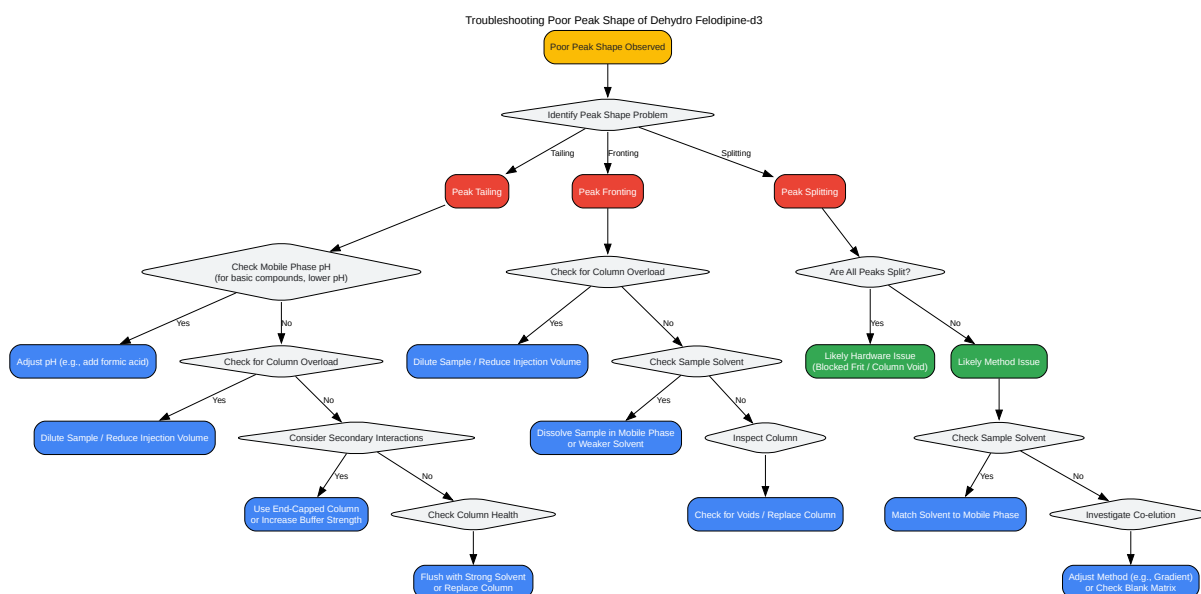 Troubleshooting Poor Peak Shape of Dehydro Felodipine-d3
Poor Peak Shape Observed
Identify Peak Shape Problem
Tailing
Fronting
Splitting
Peak Tailing
Peak Fronting
Peak Splitting
Check Mobile Phase pH
(for basic compounds, lower pH)
Check for Column Overload
Are All Peaks Split?
Yes
No
Yes
No
Yes
No
Adjust pH (e.g., add formic acid)
Check for Column Overload
Dilute Sample / Reduce Injection Volume
Check Sample Solvent
Likely Hardware Issue
(Blocked Frit / Column Void)
Likely Method Issue
Yes
No
Yes
No
Dilute Sample / Reduce Injection Volume
Consider Secondary Interactions
Dissolve Sample in Mobile Phase
or Weaker Solvent
Inspect Column
Check Sample Solvent
Yes
No
Yes
No
Use End-Capped Column
or Increase Buffer Strength
Check Column Health
Check for Voids / Replace Column
Match Solvent to Mobile Phase
Investigate Co-elution
Flush with Strong Solvent
or Replace Column
Adjust Method (e.g., Gradient)
or Check Blank Matrix